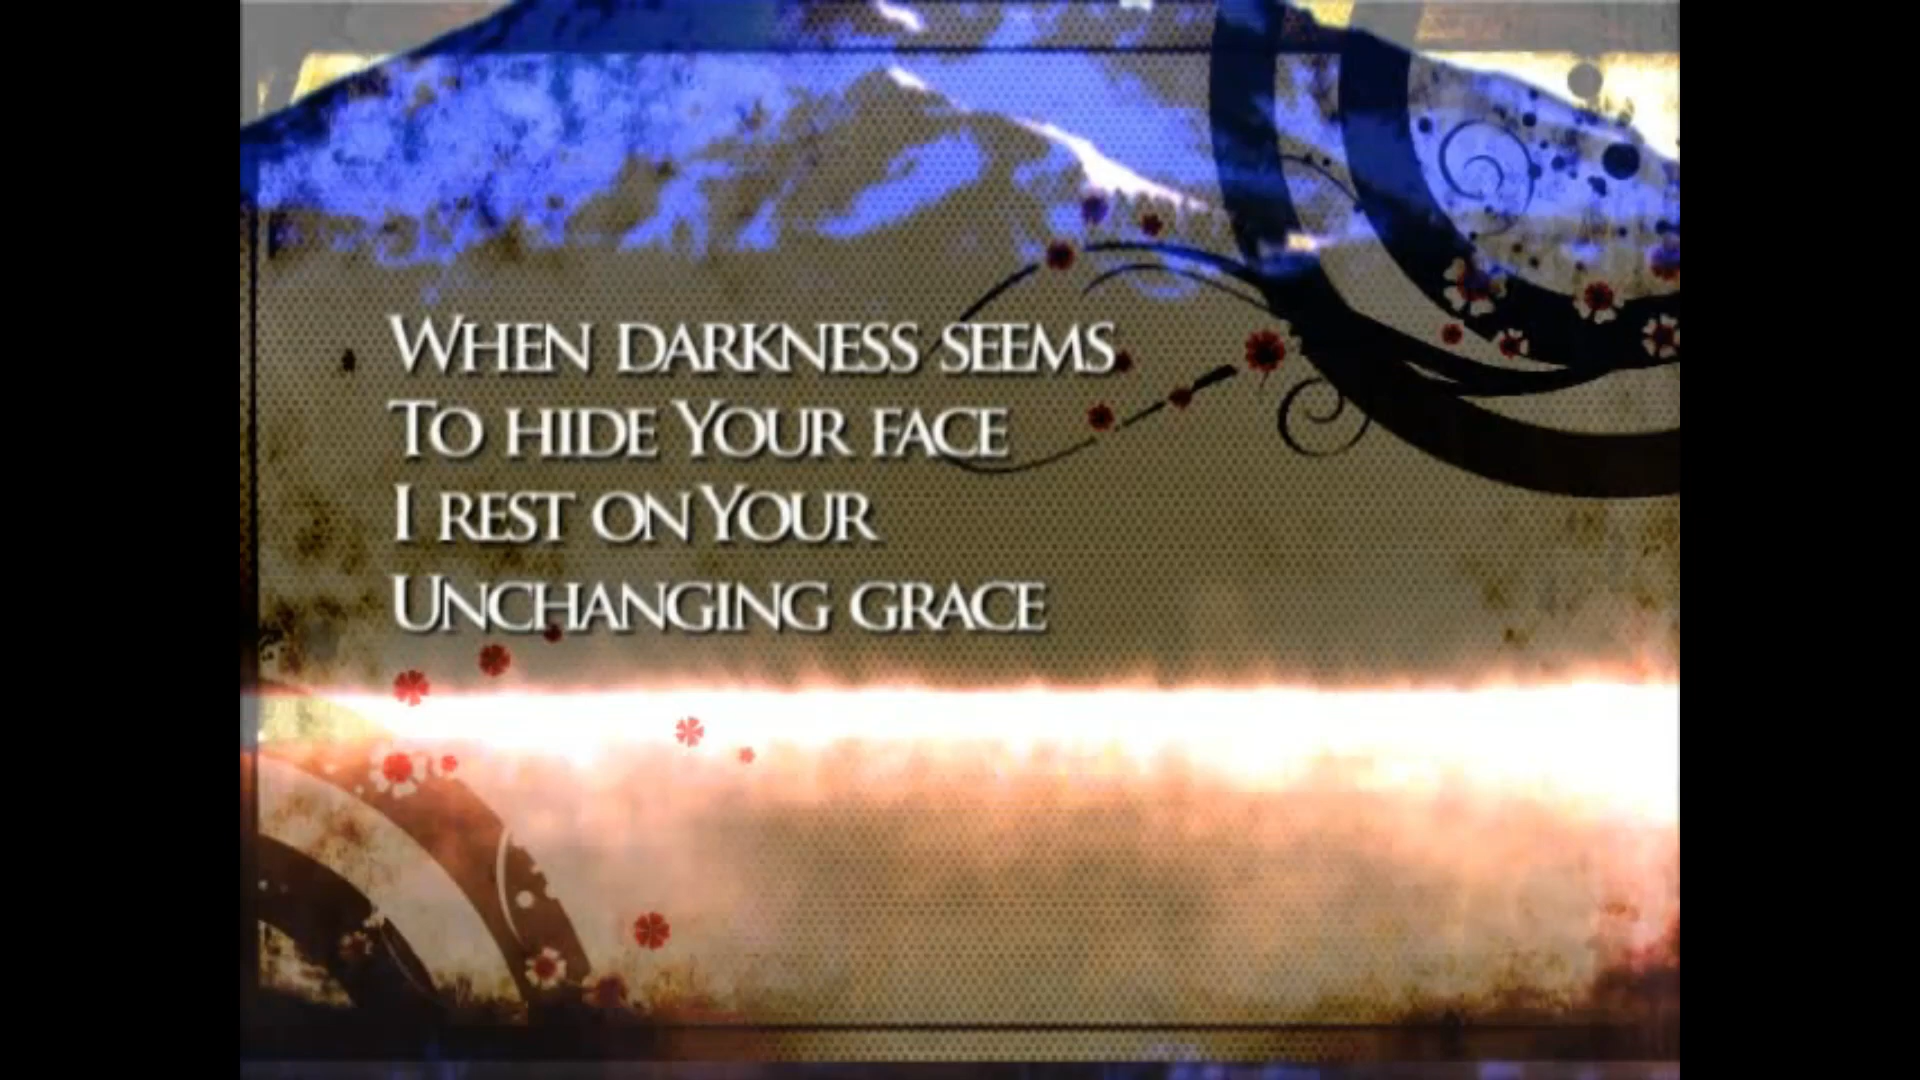 When darkness seems
To hide Your face
I rest on Your
Unchanging grace